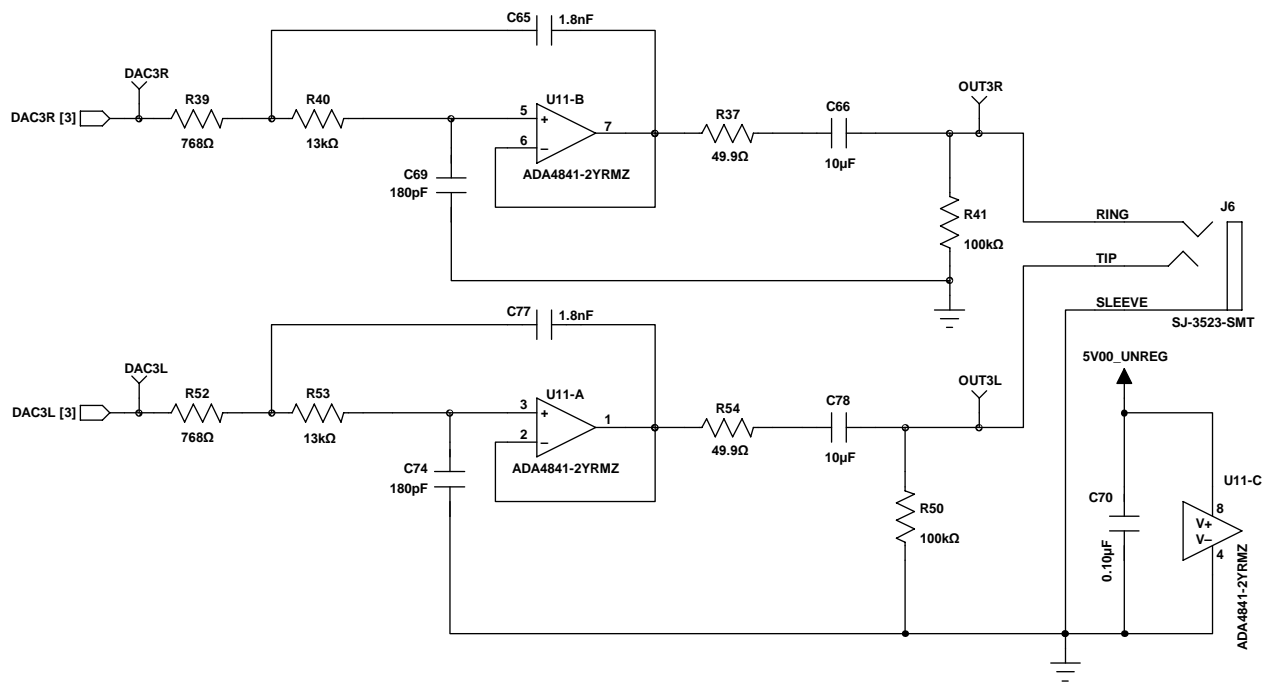 C65
1.8nF
DAC3R
DAC3R [3]
R39
768Ω
R40
13kΩ
C69
180pF
U11-B
5
+
6
–
7
ADA4841-2YRMZ
R37
49.9Ω
C66
10µF
OUT3R
R41
100kΩ
RING
J6
TIP
SLEEVE
SJ-3523-SMT
C77
1.8nF
DAC3L
DAC3L [3]
R52
768Ω
R53
13kΩ
C74
180pF
U11-A
3
+
2
–
1
ADA4841-2YRMZ
R54
49.9Ω
C78
10µF
OUT3L
R50
100kΩ
5V00_UNREG
C70
0.10µF
U11-C
8
V+
V–
4
ADA4841-2YRMZ